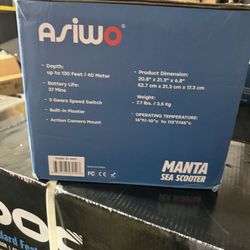 ASIWO
· Depth:
up to 130 Feet / 40 Meter
· Battery Life:
37 Mins
· 3 Gears Speed Switch
· Built-in Floater
· Action Camera Mount
· Product Dimension:
20.8" x 21.3" x 6.8"
52.7 cm x 21.3 cm x 17.3 cm
· Weight:
7.7 lbs. / 3.5 Kg
· OPERATING TEMPERATURE:
MANTA
SEA SCOOTER